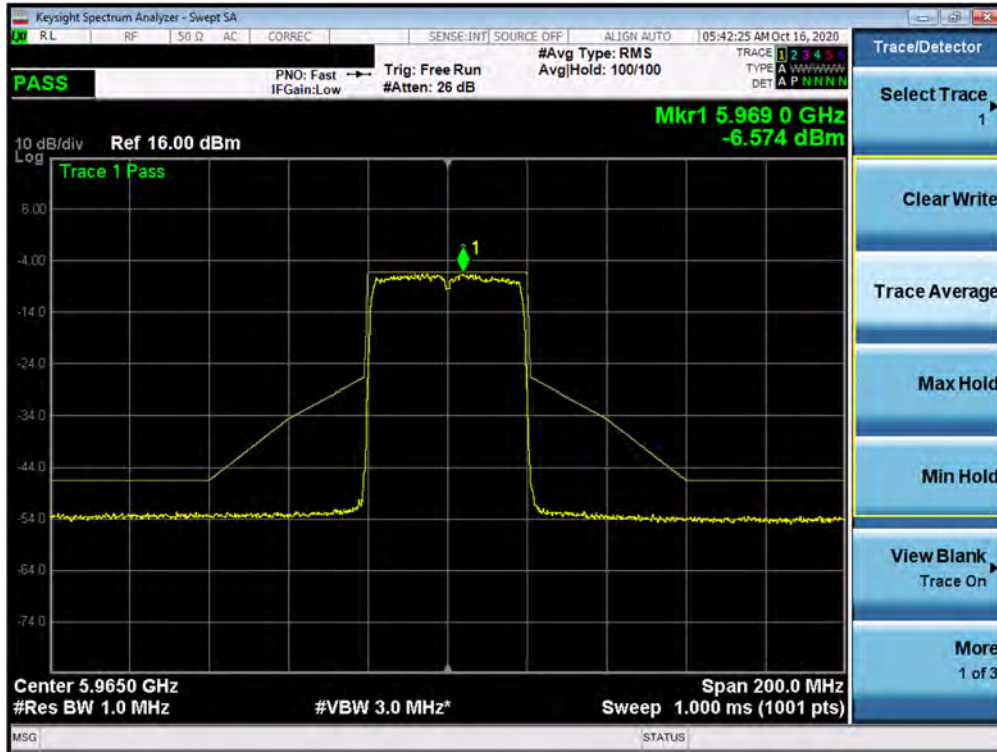 Keysight Spectrum Analyzer - Swept SA
RL RF 50 Ω AC CORREC SENSE:INT SOURCE OFF ALIGN AUTO 05:42:25 AM Oct 16, 2020
PASS
PNO: Fast
IFGain:Low
Trig: Free Run
#Atten: 26 dB
#Avg Type: RMS
Avg|Hold: 100/100
TRACE 1 2 3 4 5 6
TYPE A WWWWW
DET A P N N N N
Mkr1 5.969 0 GHz
-6.574 dBm
10 dB/div Ref 16.00 dBm
Log
Trace 1 Pass
1
6.00
-4.00
-14.0
-24.0
-34.0
-44.0
-54.0
-64.0
-74.0
Center 5.9650 GHz
Span 200.0 MHz
#Res BW 1.0 MHz
#VBW 3.0 MHz*
Sweep 1.000 ms (1001 pts)
MSG
STATUS
Trace/Detector
Select Trace
1
Clear Write
Trace Average
Max Hold
Min Hold
View Blank
Trace On
More
1 of 3